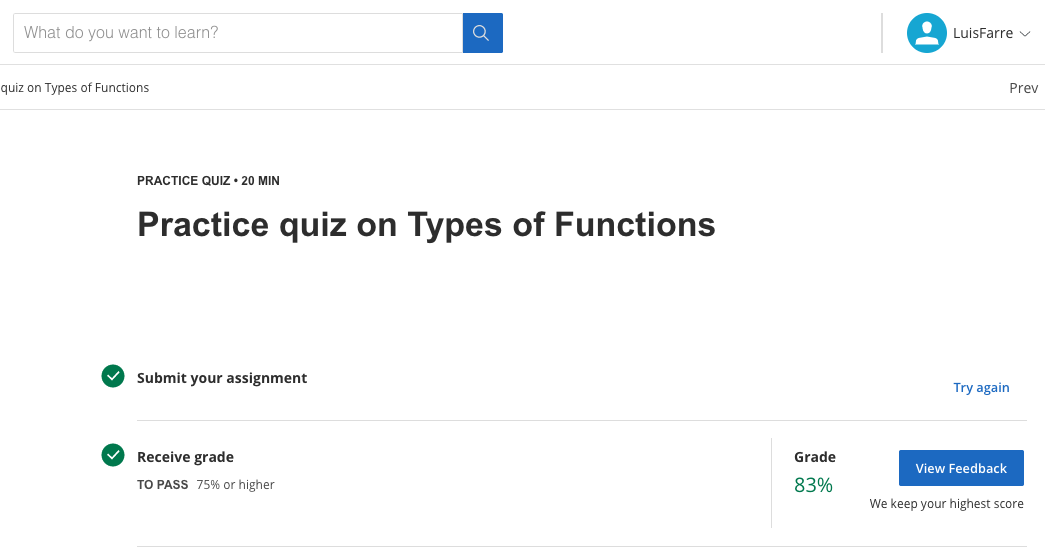 What do you want to learn?
LuisFarre
quiz on Types of Functions
Prev
PRACTICE QUIZ • 20 MIN
Practice quiz on Types of Functions
Submit your assignment
Try again
Receive grade
TO PASS 75% or higher
Grade
83%
View Feedback
We keep your highest score